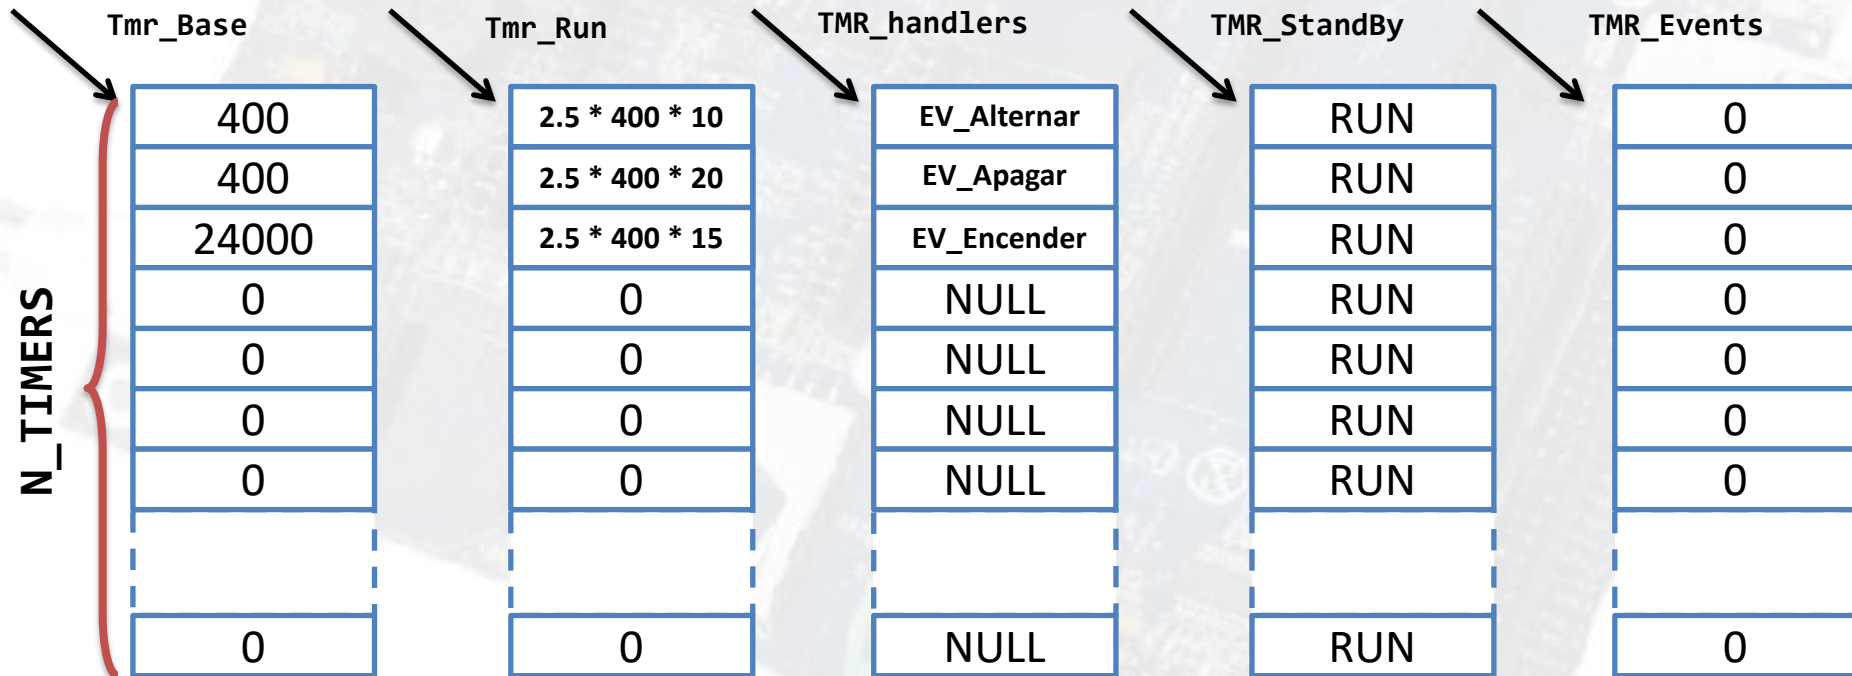 Tmr_Base Tmr_Run TMR_handlers TMR_StandBy TMR_Events
400 2.5 * 400 * 10 EV_Alternar RUN 0
400 2.5 * 400 * 20 EV_Apagar RUN 0
24000 2.5 * 400 * 15 EV_Encender RUN 0
0 0 NULL RUN 0
0 0 NULL RUN 0
0 0 NULL RUN 0
0 0 NULL RUN 0
0 0 NULL RUN 0
N_TIMERS